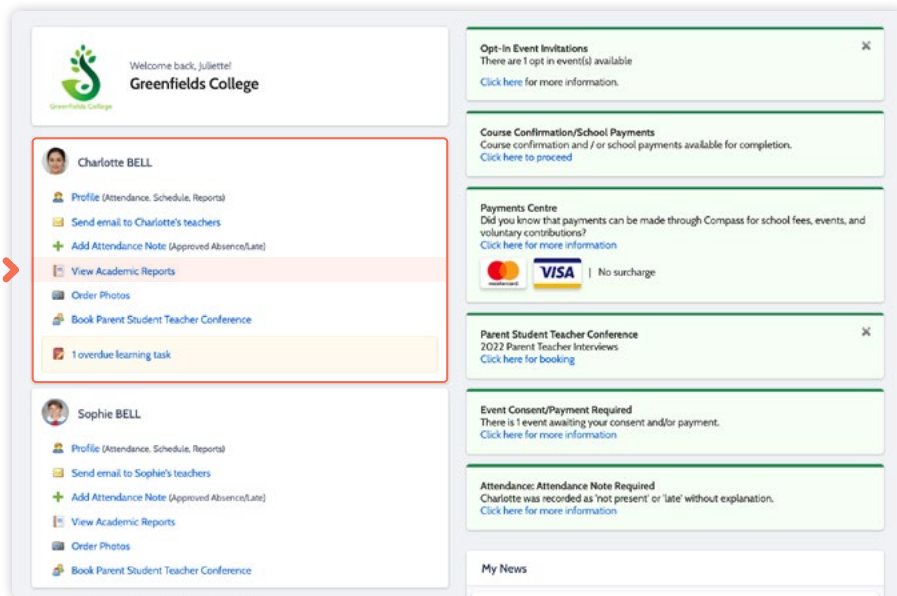 Greenfields College
Welcome back, Juliette!
Greenfields College
Charlotte BELL
Profile (Attendance, Schedule, Reports)
Send email to Charlotte's teachers
Add Attendance Note (Approved Absence/Late)
View Academic Reports
Order Photos
Book Parent Student Teacher Conference
1 overdue learning task
Sophie BELL
Profile (Attendance, Schedule, Reports)
Send email to Sophie's teachers
Add Attendance Note (Approved Absence/Late)
View Academic Reports
Order Photos
Book Parent Student Teacher Conference
Opt-In Event Invitations
There are 1 opt in event(s) available
Click here for more information.
Course Confirmation/School Payments
Course confirmation and / or school payments available for completion.
Click here to proceed
Payments Centre
Did you know that payments can be made through Compass for school fees, events, and
voluntary contributions?
Click here for more information
mastercard VISA | No surcharge
Parent Student Teacher Conference
2022 Parent Teacher Interviews
Click here for booking
Event Consent/Payment Required
There is 1 event awaiting your consent and/or payment.
Click here for more information
Attendance: Attendance Note Required
Charlotte was recorded as 'not present' or 'late' without explanation.
Click here for more information
My News